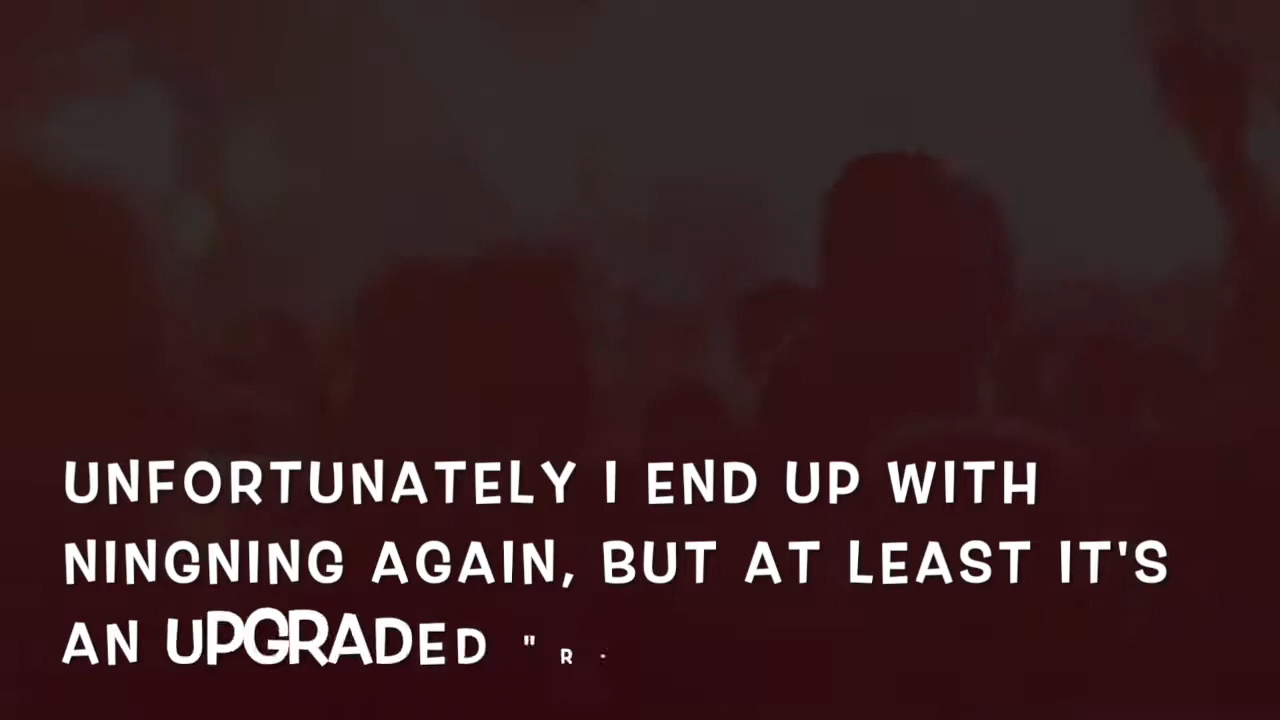 UNFORTUNATELY I END UP WITH
NINGNING AGAIN, BUT AT LEAST IT'S
AN UPGRADED "R